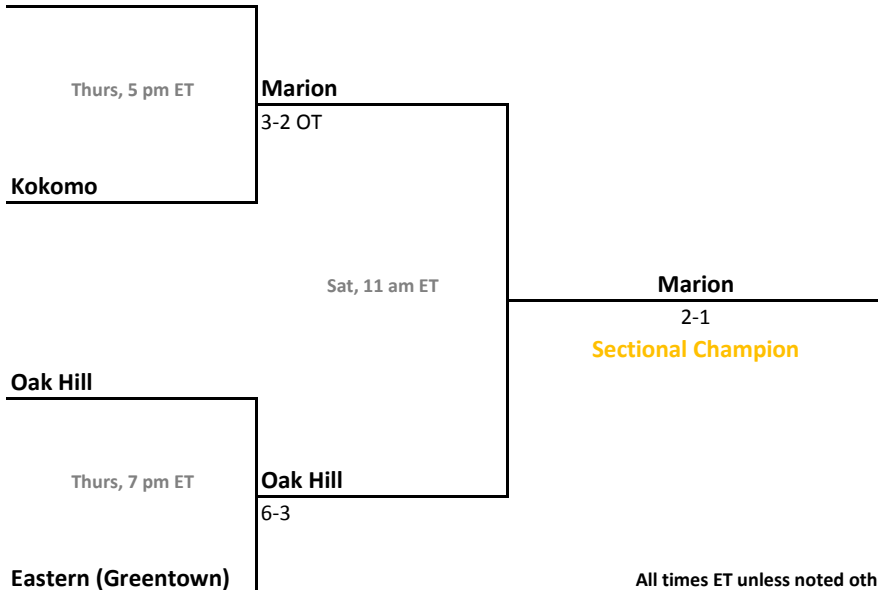 Thurs, 5 pm ET
Marion
3-2 OT
Kokomo
Sat, 11 am ET
Marion
2-1
Sectional Champion
Oak Hill
Thurs, 7 pm ET
Oak Hill
6-3
Eastern (Greentown)
All times ET unless noted oth